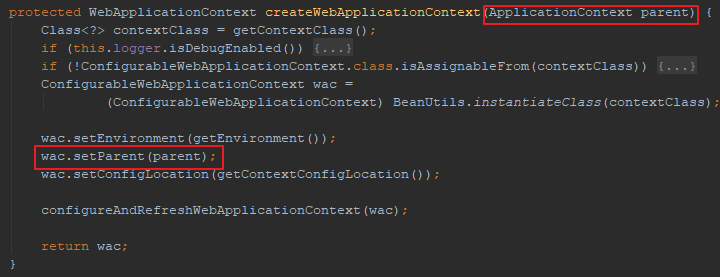 protected WebApplicationContext createWebApplicationContext(ApplicationContext parent) {
Class<?> contextClass = getContextClass();
if (this.logger.isDebugEnabled()) {...}
if (!ConfigurableWebApplicationContext.class.isAssignableFrom(contextClass)) {...}
ConfigurableWebApplicationContext wac =
(ConfigurableWebApplicationContext) BeanUtils.instantiateClass(contextClass);
wac.setEnvironment(getEnvironment());
wac.setParent(parent);
wac.setConfigLocation(getContextConfigLocation());
configureAndRefreshWebApplicationContext(wac);
return wac;
}